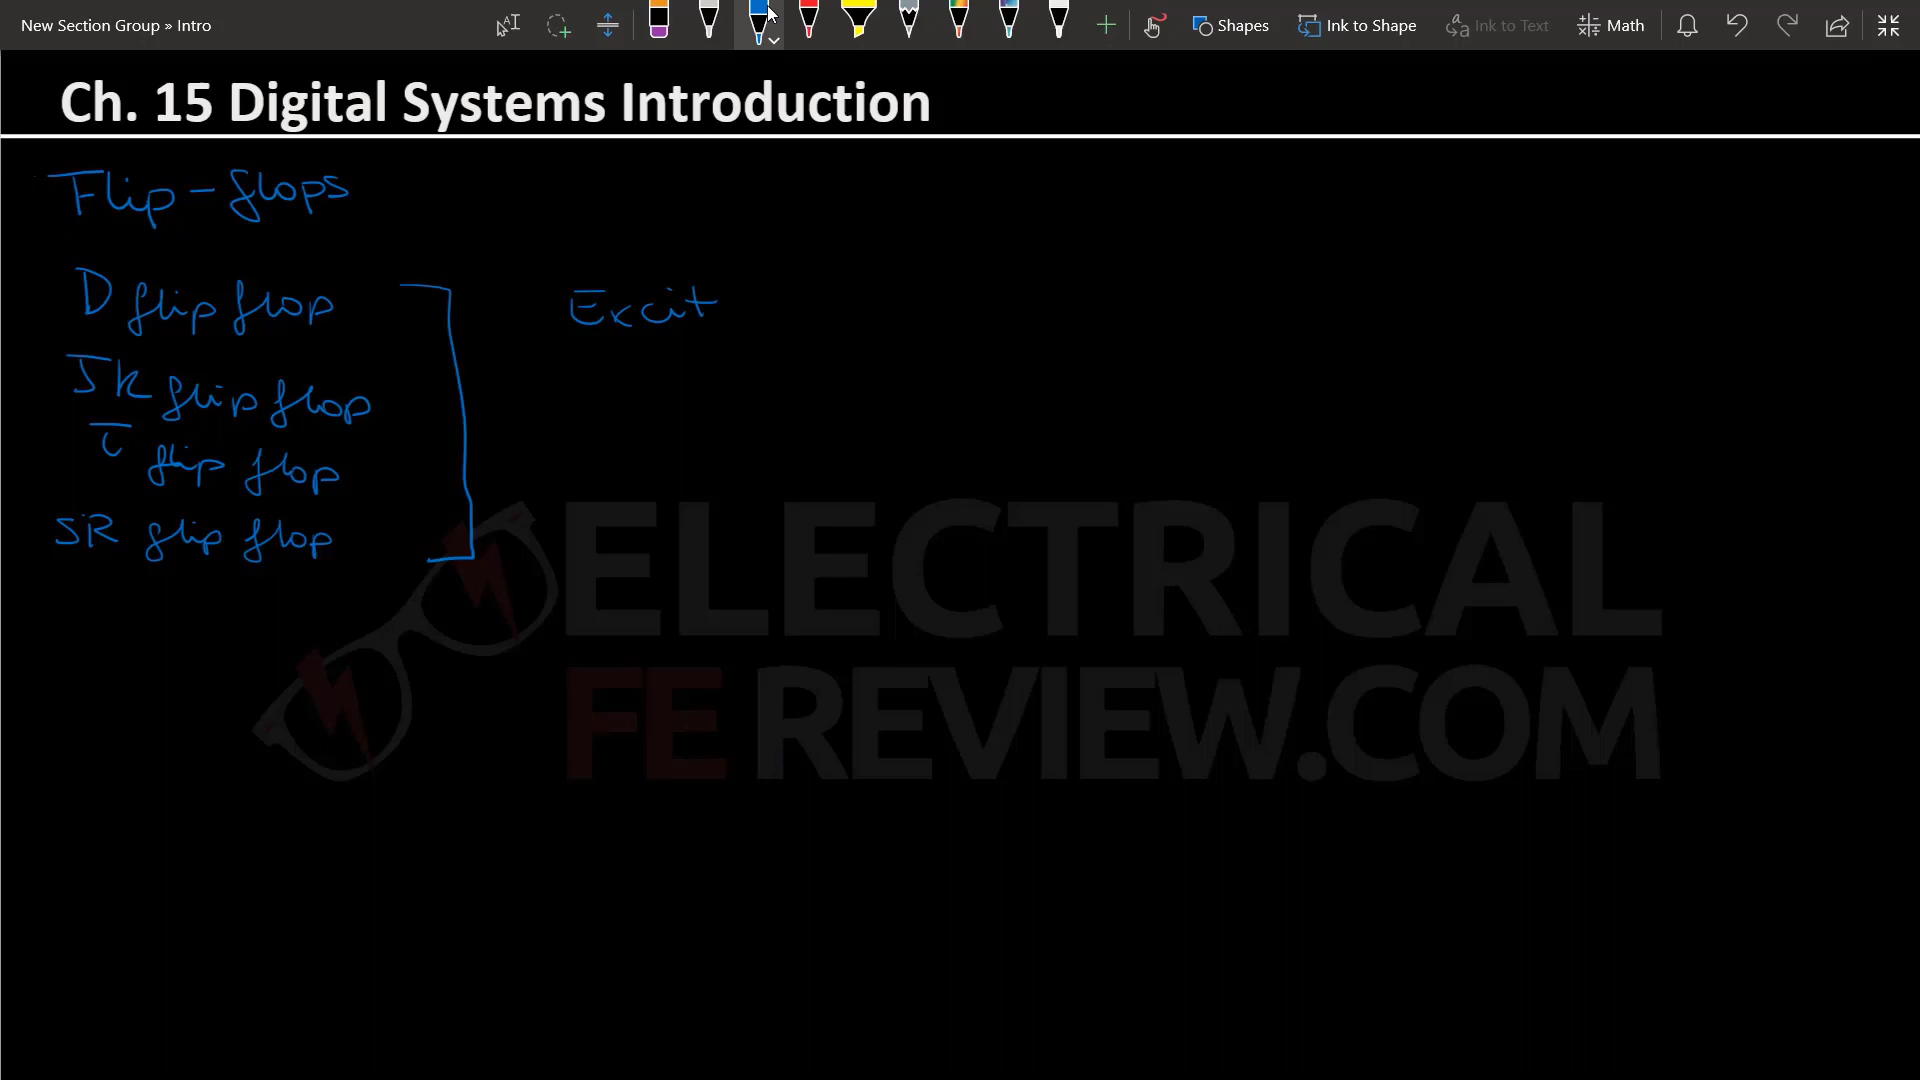 New Section Group » Intro
Shapes
Ink to Shape
Ink to Text
Math
Ch. 15 Digital Systems Introduction
Flip-flops
D flip flop
Excit
JK flip flop
T flip flop
SR flip flop
ELECTRICAL
FE REVIEW.COM